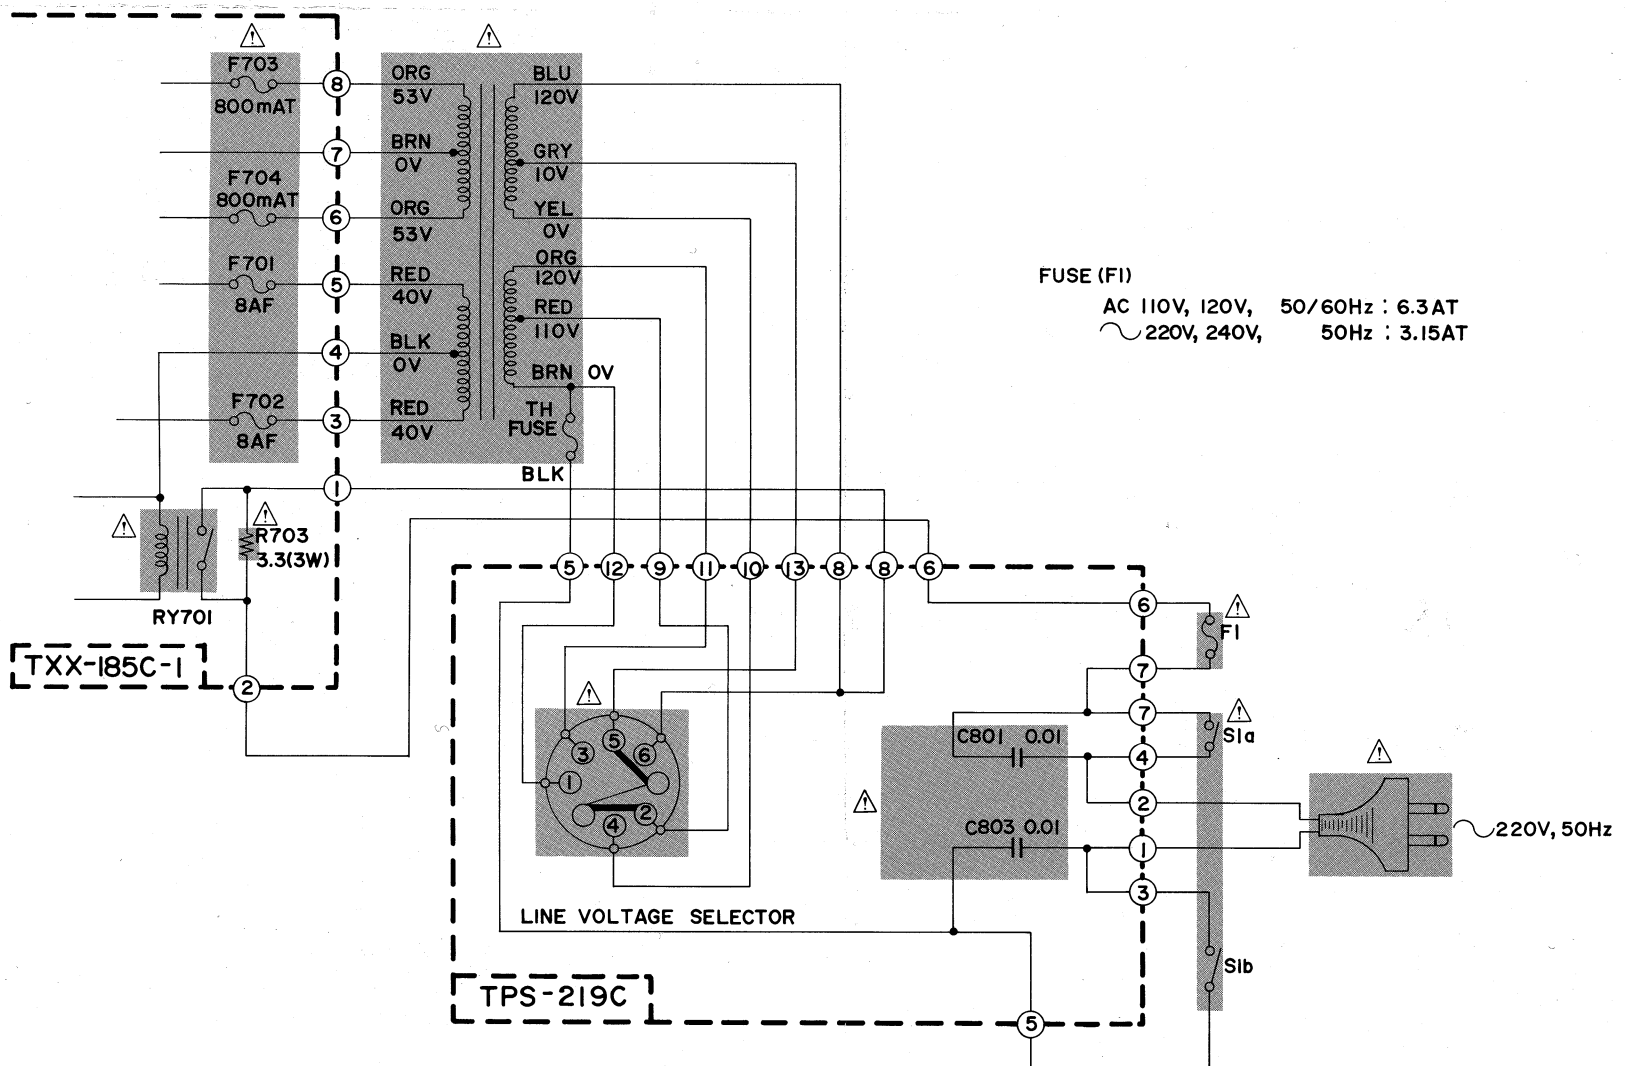 F703
800mAT
F704
800mAT
F701
8AF
F702
8AF
8
7
6
5
4
3
1
2
ORG
53V
BRN
0V
ORG
53V
RED
40V
BLK
0V
RED
40V
BLU
120V
GRY
10V
YEL
0V
ORG
120V
RED
110V
BRN 0V
TH
FUSE
BLK
FUSE (F1)
AC 110V, 120V, 50/60Hz : 6.3AT
220V, 240V, 50Hz : 3.15AT
!
!
!
!
R703
3.3(3W)
RY701
TXX-185C-1
5 12 9 11 10 13 8 8 6
6
7
7
4
2
1
3
!
F1
!
S1a
S1b
!
3 5 6
1
4 2
!
C801 0.01
C803 0.01
!
220V, 50Hz
LINE VOLTAGE SELECTOR
TPS-219C
5